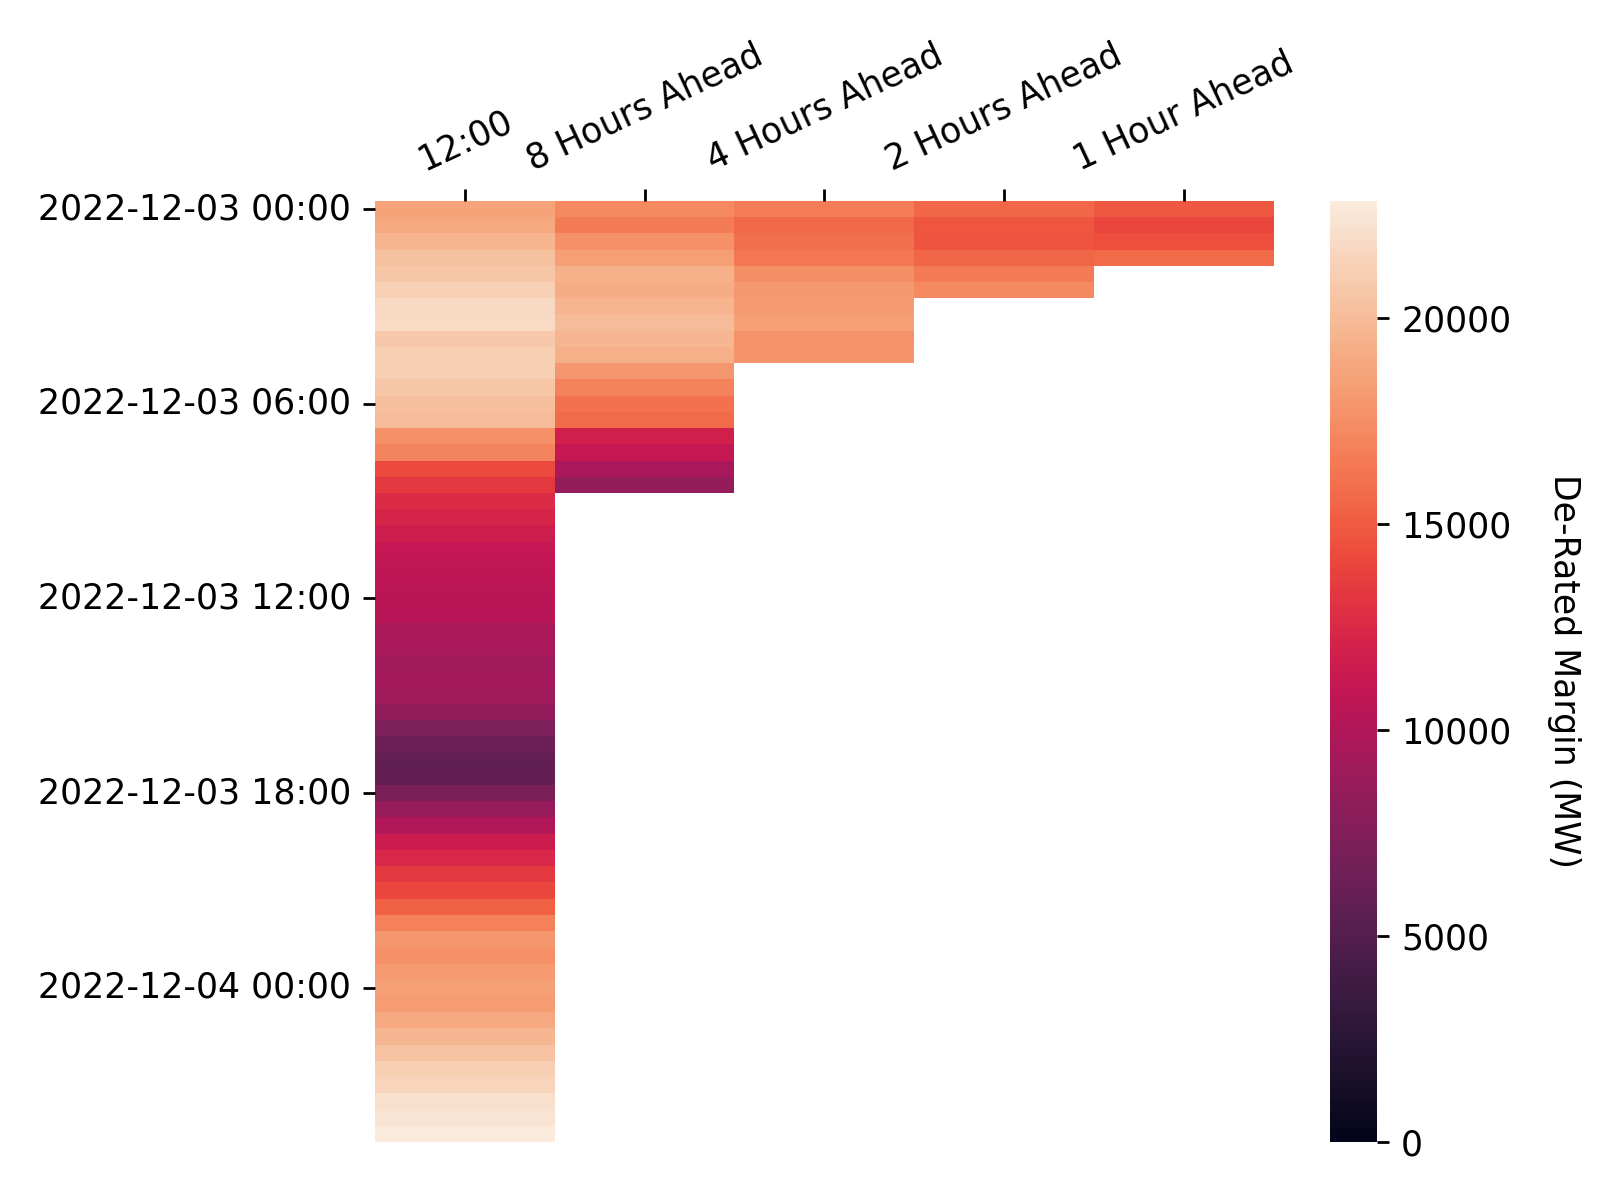 12:00
8 Hours Ahead
4 Hours Ahead
2 Hours Ahead
1 Hour Ahead
2022-12-03 00:00
2022-12-03 06:00
2022-12-03 12:00
2022-12-03 18:00
2022-12-04 00:00
20000
15000
10000
5000
0
De-Rated Margin (MW)